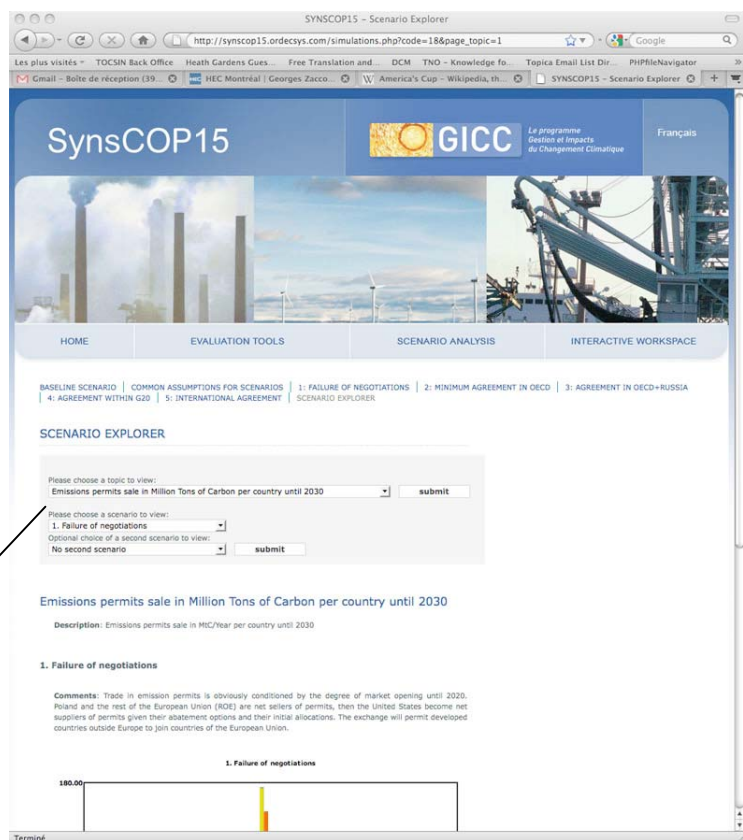 SYNSCOP15 – Scenario Explorer
http://synscop15.ordecsys.com/simulations.php?code=18&page_topic=1
Google
Les plus visités
TOCSIN Back Office
Heath Gardens Gues...
Free Translation and...
DCM
TNO – Knowledge fo...
Topica Email List Dir...
PHPfileNavigator
Gmail – Boîte de réception (39...
HEC Montréal | Georges Zacco...
America's Cup – Wikipedia, th...
SYNSCOP15 – Scenario Explorer
SynsCOP15
GICC
Le programme
Gestion et Impacts
du Changement Climatique
Français
HOME
EVALUATION TOOLS
SCENARIO ANALYSIS
INTERACTIVE WORKSPACE
BASELINE SCENARIO | COMMON ASSUMPTIONS FOR SCENARIOS | 1: FAILURE OF NEGOTIATIONS | 2: MINIMUM AGREEMENT IN OECD | 3: AGREEMENT IN OECD+RUSSIA
| 4: AGREEMENT WITHIN G20 | 5: INTERNATIONAL AGREEMENT | SCENARIO EXPLORER
SCENARIO EXPLORER
Please choose a topic to view:
Emissions permits sale in Million Tons of Carbon per country until 2030
submit
Please choose a scenario to view:
1. Failure of negotiations
Optional choice of a second scenario to view:
No second scenario
submit
Emissions permits sale in Million Tons of Carbon per country until 2030
Description: Emissions permits sale in MtC/Year per country until 2030
1. Failure of negotiations
Comments: Trade in emission permits is obviously conditioned by the degree of market opening until 2020.
Poland and the rest of the European Union (ROE) are net sellers of permits, then the United States become net
suppliers of permits given their abatement options and their initial allocations. The exchange will permit developed
countries outside Europe to join countries of the European Union.
1. Failure of negotiations
180.00
Terminé